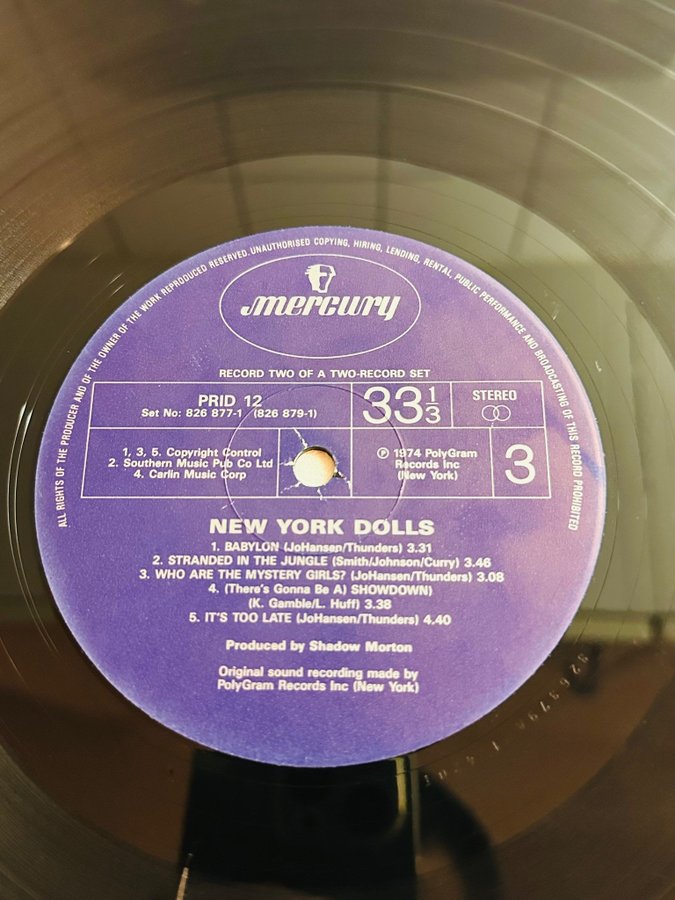 ALL RIGHTS OF THE PRODUCER AND OF THE OWNER OF THE WORK REPRODUCED RESERVED. UNAUTHORISED COPYING, HIRING, LENDING, RENTAL, PUBLIC PERFORMANCE AND BROADCASTING OF THIS RECORD PROHIBITED
mercury
RECORD TWO OF A TWO-RECORD SET
PRID 12
Set No: 826 877-1 (826 879-1)
33 1/3
STEREO
1, 3, 5. Copyright Control
2. Southern Music Pub Co Ltd
4. Carlin Music Corp
℗ 1974 PolyGram
Records Inc
(New York)
3
NEW YORK DOLLS
1. BABYLON (JoHansen/Thunders) 3.31
2. STRANDED IN THE JUNGLE (Smith/Johnson/Curry) 3.46
3. WHO ARE THE MYSTERY GIRLS? (JoHansen/Thunders) 3.08
4. (There's Gonna Be A) SHOWDOWN)
(K. Gamble/L. Huff) 3.38
5. IT'S TOO LATE (JoHansen/Thunders) 4.40
Produced by Shadow Morton
Original sound recording made by
PolyGram Records Inc (New York)